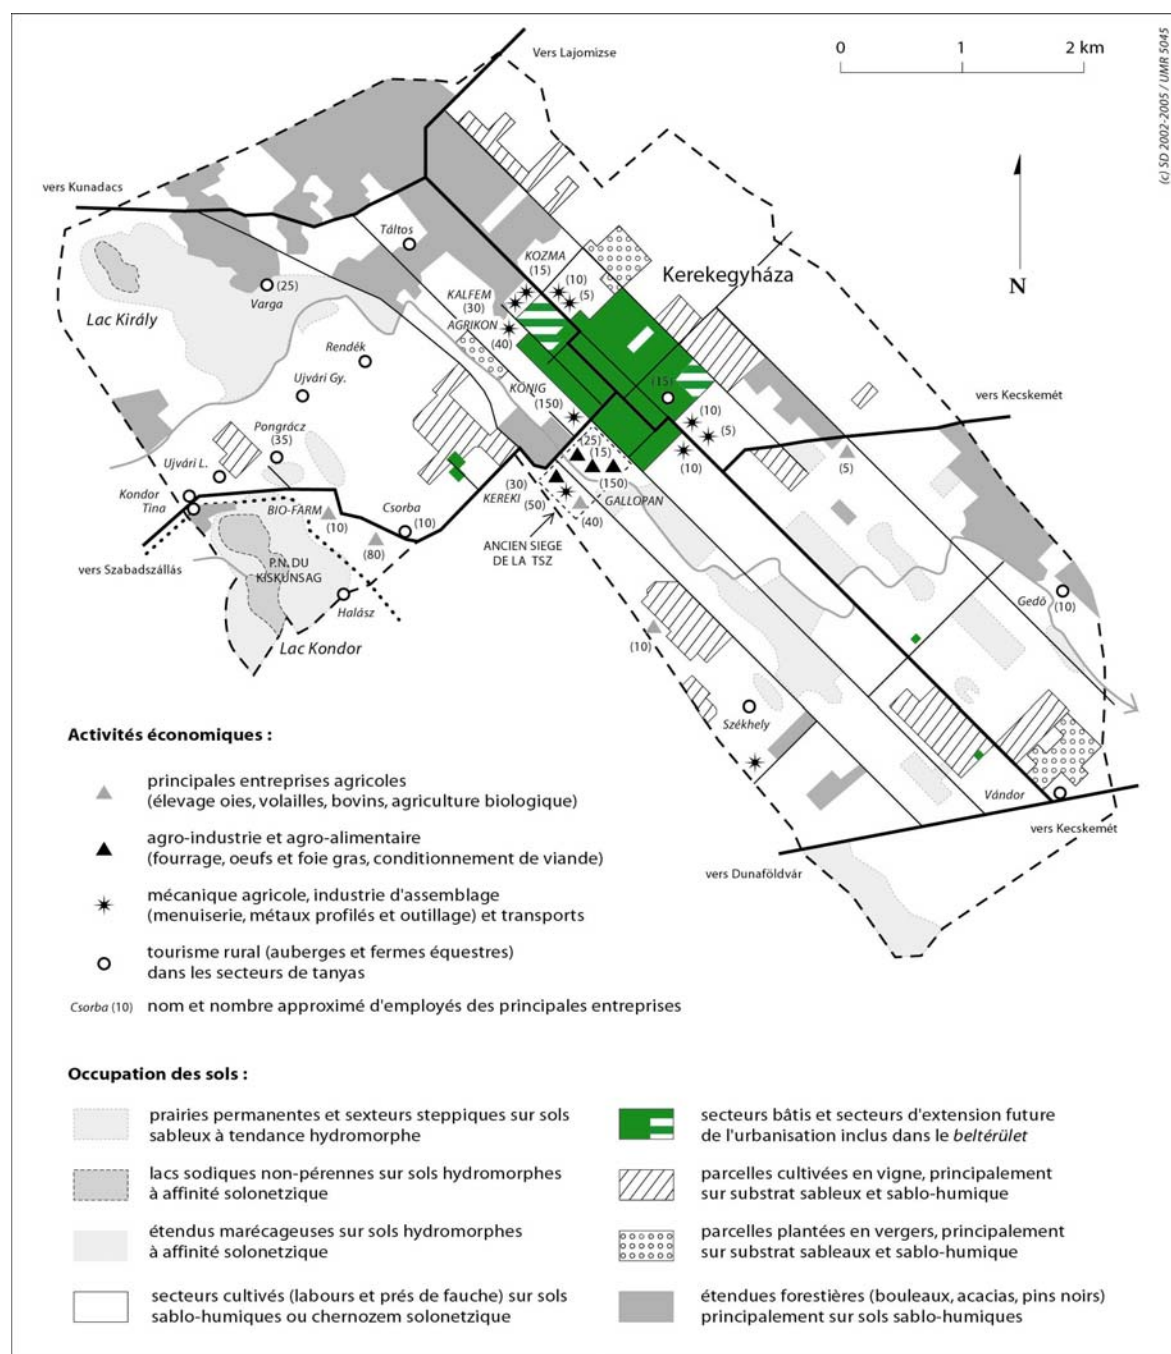 Vers Lajomizse
0 1 2 km
(c) SD 2002-2005 / UMR 5045
vers Kunadacs
N
Táltos
KOZMA
(15)
(10)
(5)
Kerekegyháza
KALFEM
(30)
AGRIKON
(40)
(25)
Varga
Lac Király
Rendék
Ujvári Gy.
KÖNIG
(150)
(15)
vers Kecskemét
(10)
(5)
(10)
Pongrácz
(35)
(25)
(15)
(150)
GALLOPAN
(5)
Ujvári L.
Kondor
Tina
BIO-FARM
(10)
Csorba
(10)
(80)
(30)
KEREKI
(50)
(40)
ANCIEN SIEGE
DE LA TSZ
vers Szabadszállás
P.N. DU
KISKUNSAG
Halász
Lac Kondor
Gedò
(10)
(10)
Székhely
Vándor
vers Kecskemét
vers Dunaföldvár
Activités économiques :
principales entreprises agricoles
(élevage oies, volailles, bovins, agriculture biologique)
agro-industrie et agro-alimentaire
(fourrage, oeufs et foie gras, conditionnement de viande)
mécanique agricole, industrie d'assemblage
(menuiserie, métaux profilés et outillage) et transports
tourisme rural (auberges et fermes équestres)
dans les secteurs de tanyas
Csorba (10) nom et nombre approximé d'employés des principales entreprises
Occupation des sols :
prairies permanentes et sexteurs steppiques sur sols
sableux à tendance hydromorphe
lacs sodiques non-pérennes sur sols hydromorphes
à affinité solonetzique
étendus marécageuses sur sols hydromorphes
à affinité solonetzique
secteurs cultivés (labours et prés de fauche) sur sols
sablo-humiques ou chernozem solonetzique
secteurs bâtis et secteurs d'extension future
de l'urbanisation inclus dans le beltérület
parcelles cultivées en vigne, principalement
sur substrat sableux et sablo-humique
parcelles plantées en vergers, principalement
sur substrat sableaux et sablo-humique
étendues forestières (bouleaux, acacias, pins noirs)
principalement sur sols sablo-humiques